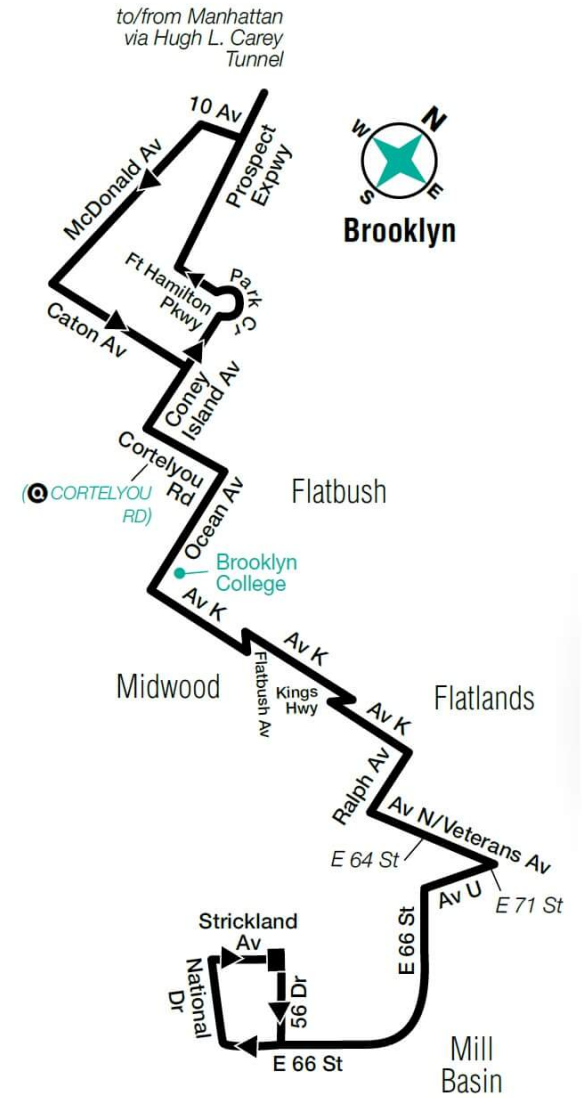 to/from Manhattan
via Hugh L. Carey
Tunnel
10 Av
Prospect
Expwy
McDonald Av
N
W
S
E
Brooklyn
Ft Hamilton
Pkwy
Park Cr
Caton Av
Coney
Island Av
Cortelyou
Rd
(Q CORTELYOU
RD)
Ocean Av
Flatbush
Brooklyn
College
Av K
Flatbush Av
Av K
Midwood
Kings
Hwy
Flatlands
Av K
Ralph Av
Av N/Veterans Av
E 64 St
Av U
E 71 St
E 66 St
Strickland
Av
National
Dr
56 Dr
E 66 St
Mill
Basin